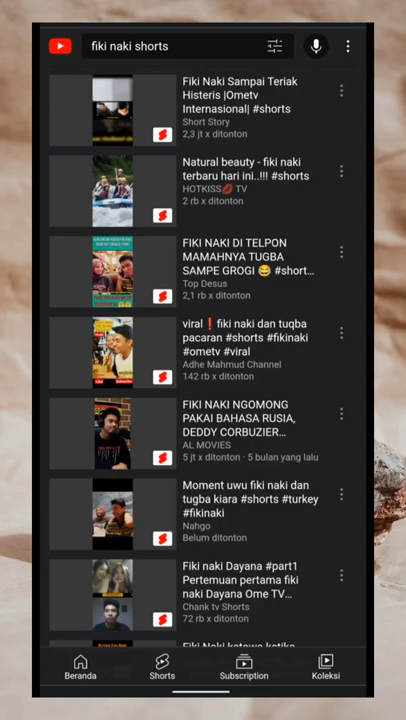 fiki naki shorts
Fiki Naki Sampai Teriak
Histeris |Ometv
Internasional| #shorts
Short Story
2,3 jt x ditonton
Natural beauty - fiki naki
terbaru hari ini..!!! #shorts
HOTKISS💋 TV
2 rb x ditonton
FIKI NAKI DI TELPON
MAMAHNYA TUGBA
SAMPE GROGI 😂 #short...
Top Desus
2,1 rb x ditonton
viral❗fiki naki dan tuqba
pacaran #shorts #fikinaki
#ometv #viral
Adhe Mahmud Channel
142 rb x ditonton
FIKI NAKI NGOMONG
PAKAI BAHASA RUSIA,
DEDDY CORBUZIER...
AL MOVIES
5 jt x ditonton · 5 bulan yang lalu
Moment uwu fiki naki dan
tugba kiara #shorts #turkey
#fikinaki
Nahgo
Belum ditonton
Fiki naki Dayana #part1
Pertemuan pertama fiki
naki Dayana Ome TV...
Chank tv Shorts
72 rb x ditonton
Fiki Naki ketawa ketika
Beranda
Shorts
Subscription
Koleksi